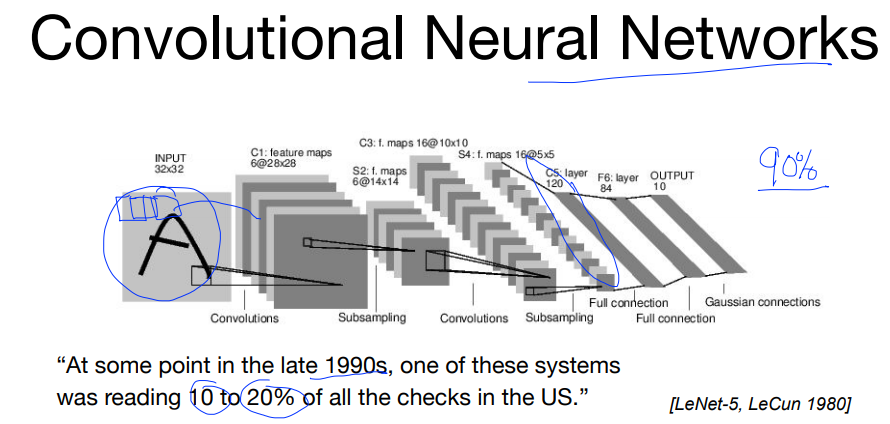 Convolutional Neural Networks
INPUT
32x32
C1: feature maps
6@28x28
S2: f. maps
6@14x14
C3: f. maps 16@10x10
S4: f. maps 16@5x5
C5: layer
120
F6: layer
84
OUTPUT
10
90%
A
Convolutions
Subsampling
Convolutions
Subsampling
Full connection
Full connection
Gaussian connections
“At some point in the late 1990s, one of these systems
was reading 10 to 20% of all the checks in the US.”
[LeNet-5, LeCun 1980]